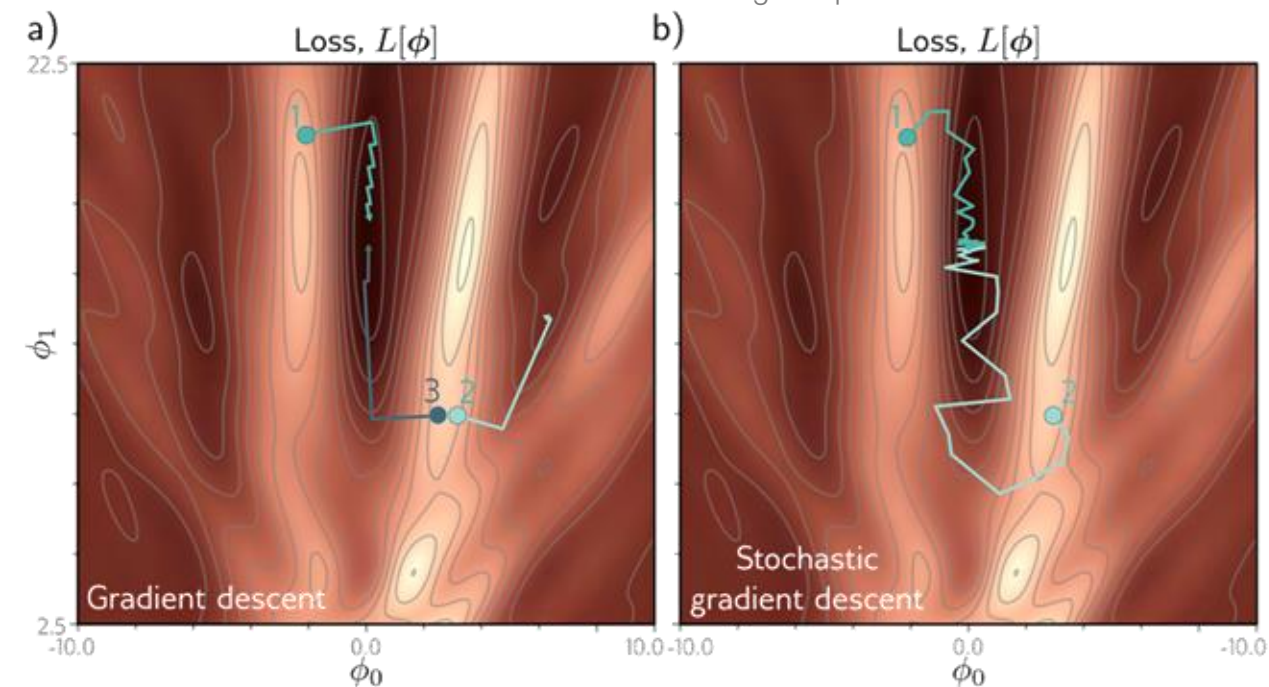 a)
Loss, L[ϕ]
22.5
1
3
2
ϕ₁
Gradient descent
2.5
-10.0
0.0
10.0
ϕ₀
b)
Loss, L[ϕ]
1
2
Stochastic
gradient descent
-10.0
0.0
-10.0
ϕ₀